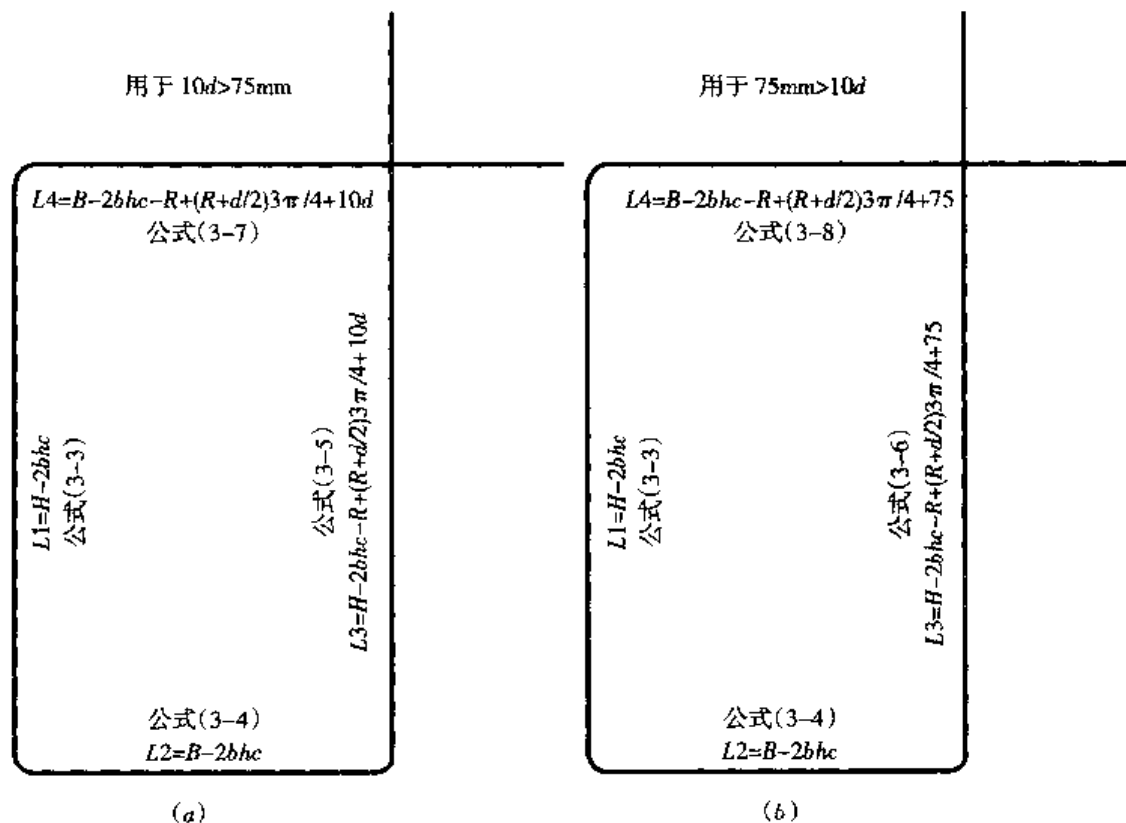 用于 10d>75mm
L4=B-2bhc-R+(R+d/2)3π/4+10d
公式(3-7)
L1=H-2bhc
公式(3-3)
公式(3-5)
L3=H-2bhc-R+(R+d/2)3π/4+10d
公式(3-4)
L2=B-2bhc
(a)
用于 75mm>10d
L4=B-2bhc-R+(R+d/2)3π/4+75
公式(3-8)
L1=H-2bhc
公式(3-3)
公式(3-6)
L3=H-2bhc-R+(R+d/2)3π/4+75
公式(3-4)
L2=B-2bhc
(b)